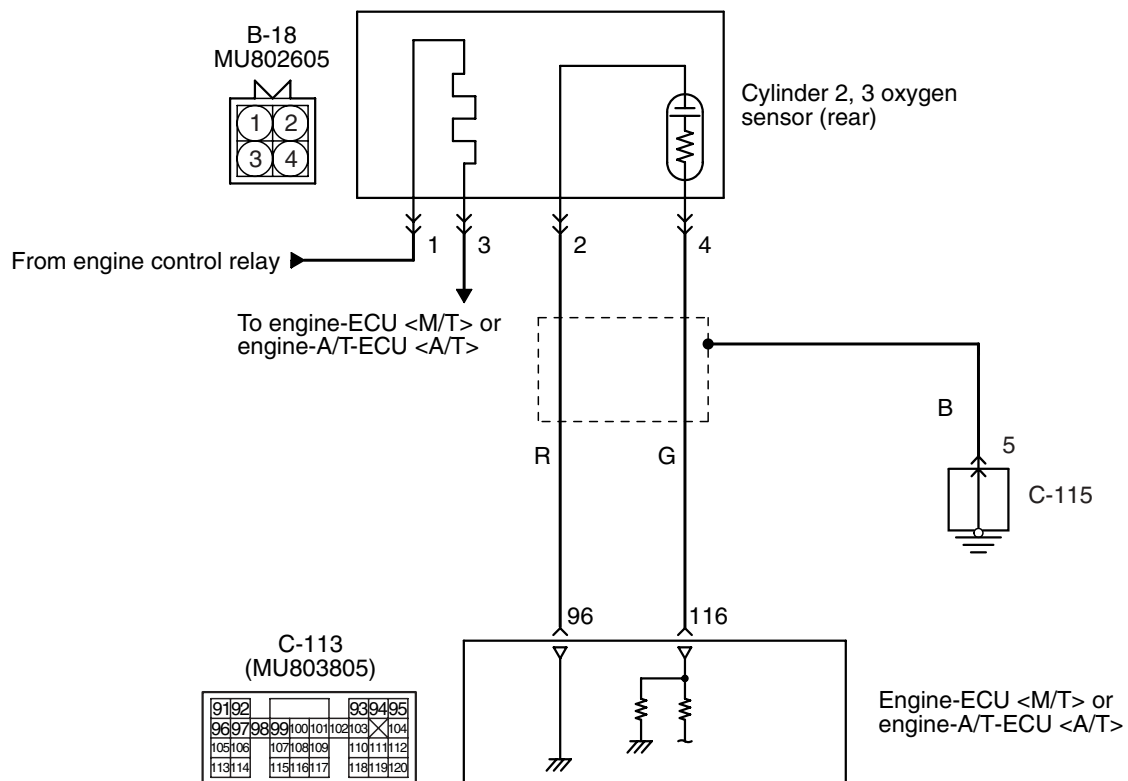 B-18
MU802605
1 2
3 4
Cylinder 2, 3 oxygen
sensor (rear)
1
3
2
4
From engine control relay
To engine-ECU <M/T> or
engine-A/T-ECU <A/T>
R
G
B
5
C-115
96
116
C-113
(MU803805)
91 92 93 94 95
96 97 98 99 100 101 102 103 104
105 106 107 108 109 110 111 112
113 114 115 116 117 118 119 120
Engine-ECU <M/T> or
engine-A/T-ECU <A/T>